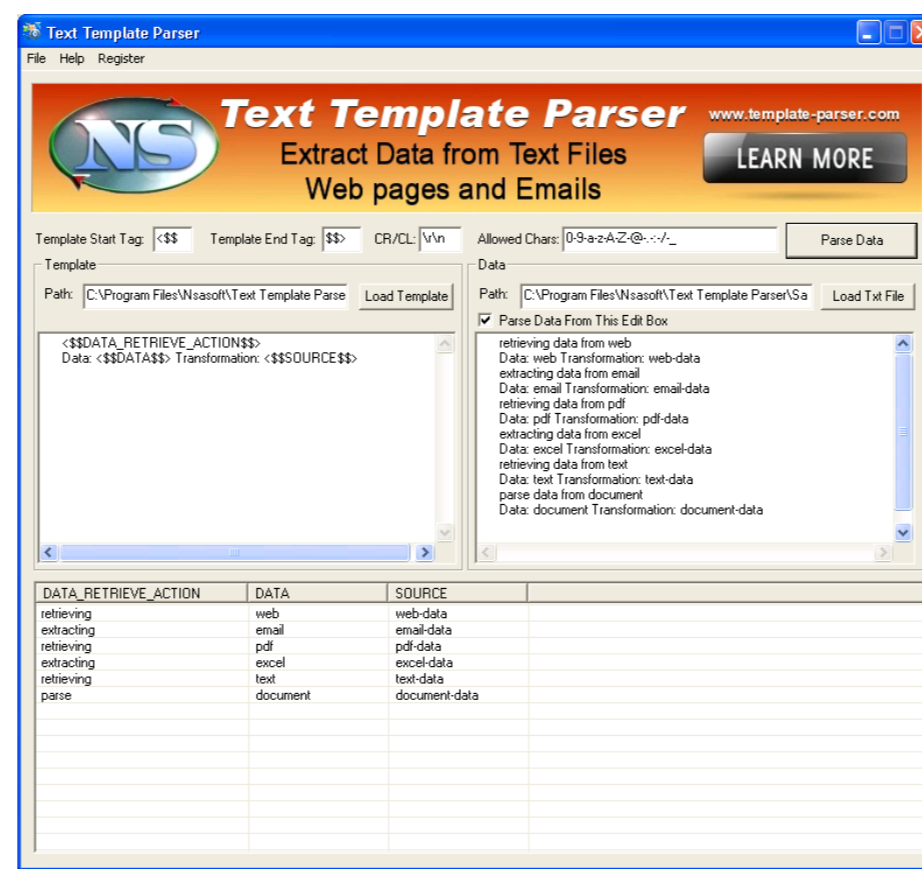 Text Template Parser
File Help Register
NS
Text Template Parser
Extract Data from Text Files
Web pages and Emails
www.template-parser.com
LEARN MORE
Template Start Tag: <$$ Template End Tag: $$> CR/CL: \r\n Allowed Chars: 0-9-a-z-A-Z-@-.-:-/-_ Parse Data
Template
Path: C:\Program Files\Nsasoft\Text Template Parse Load Template
<$$DATA_RETRIEVE_ACTION$$>
Data: <$$DATA$$> Transformation: <$$SOURCE$$>
Data
Path: C:\Program Files\Nsasoft\Text Template Parser\Sa Load Txt File
Parse Data From This Edit Box
retrieving data from web
Data: web Transformation: web-data
extracting data from email
Data: email Transformation: email-data
retrieving data from pdf
Data: pdf Transformation: pdf-data
extracting data from excel
Data: excel Transformation: excel-data
retrieving data from text
Data: text Transformation: text-data
parse data from document
Data: document Transformation: document-data
DATA_RETRIEVE_ACTION DATA SOURCE
retrieving web web-data
extracting email email-data
retrieving pdf pdf-data
extracting excel excel-data
retrieving text text-data
parse document document-data